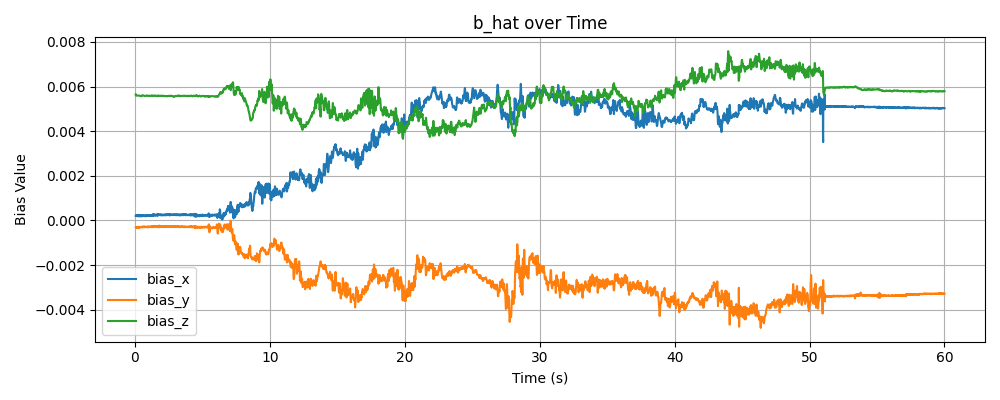 b_hat over Time
Bias Value
0.008
0.006
0.004
0.002
0.000
−0.002
−0.004
bias_x
bias_y
bias_z
0 10 20 30 40 50 60
Time (s)